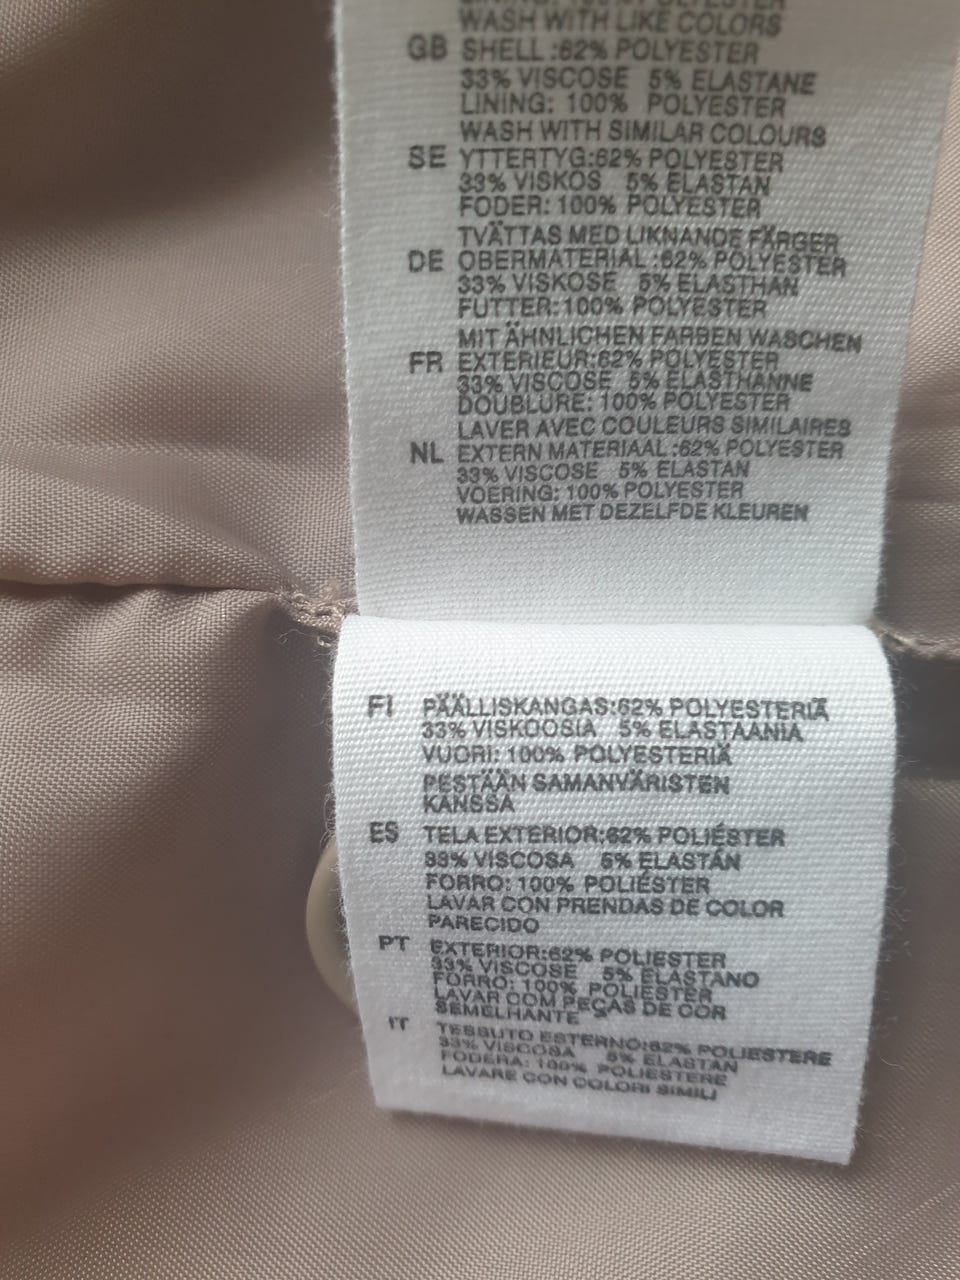 LINING: 100% POLYESTER
WASH WITH LIKE COLORS
GB SHELL :62% POLYESTER
33% VISCOSE 5% ELASTANE
LINING: 100% POLYESTER
WASH WITH SIMILAR COLOURS
SE YTTERTYG:62% POLYESTER
33% VISKOS 5% ELASTAN
FODER: 100% POLYESTER
TVÄTTAS MED LIKNANDE FÄRGER
DE OBERMATERIAL :62% POLYESTER
33% VISKOSE 5% ELASTHAN
FUTTER:100% POLYESTER
MIT ÄHNLICHEN FARBEN WASCHEN
FR EXTERIEUR:62% POLYESTER
33% VISCOSE 5% ELASTHANNE
DOUBLURE: 100% POLYESTER
LAVER AVEC COULEURS SIMILAIRES
NL EXTERN MATERIAAL :62% POLYESTER
33% VISCOSE 5% ELASTAN
VOERING: 100% POLYESTER
WASSEN MET DEZELFDE KLEUREN
FI PÄÄLLISKANGAS:62% POLYESTERIÄ
33% VISKOOSIA 5% ELASTAANIA
VUORI: 100% POLYESTERIÄ
PESTÄÄN SAMANVÄRISTEN
KANSSA
ES TELA EXTERIOR:62% POLIÉSTER
33% VISCOSA 5% ELASTÁN
FORRO: 100% POLIÉSTER
LAVAR CON PRENDAS DE COLOR
PARECIDO
PT EXTERIOR:62% POLIESTER
33% VISCOSE 5% ELASTANO
FORRO: 100% POLIESTER
LAVAR COM PEÇAS DE COR
SEMELHANTE
IT TESSUTO ESTERNO:62% POLIESTERE
33% VISCOSA 5% ELASTAN
FODERA: 100% POLIESTERE
LAVARE CON COLORI SIMILI